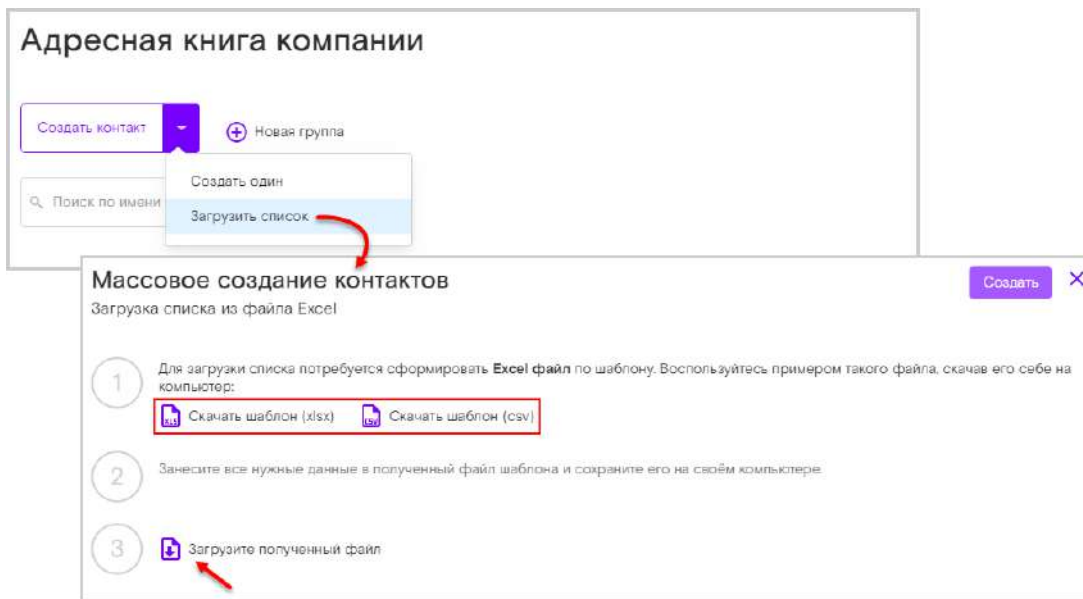 Адресная книга компании
Создать контакт
Новая группа
Создать один
Поиск по имени
Загрузить список
Массовое создание контактов
Создать
Загрузка списка из файла Excel
1
Для загрузки списка потребуется сформировать Excel файл по шаблону. Воспользуйтесь примером такого файла, скачав его себе на
компьютер:
XLS Скачать шаблон (xlsx) CSV Скачать шаблон (csv)
2
Занесите все нужные данные в полученный файл шаблона и сохраните его на своём компьютере
3
Загрузите полученный файл